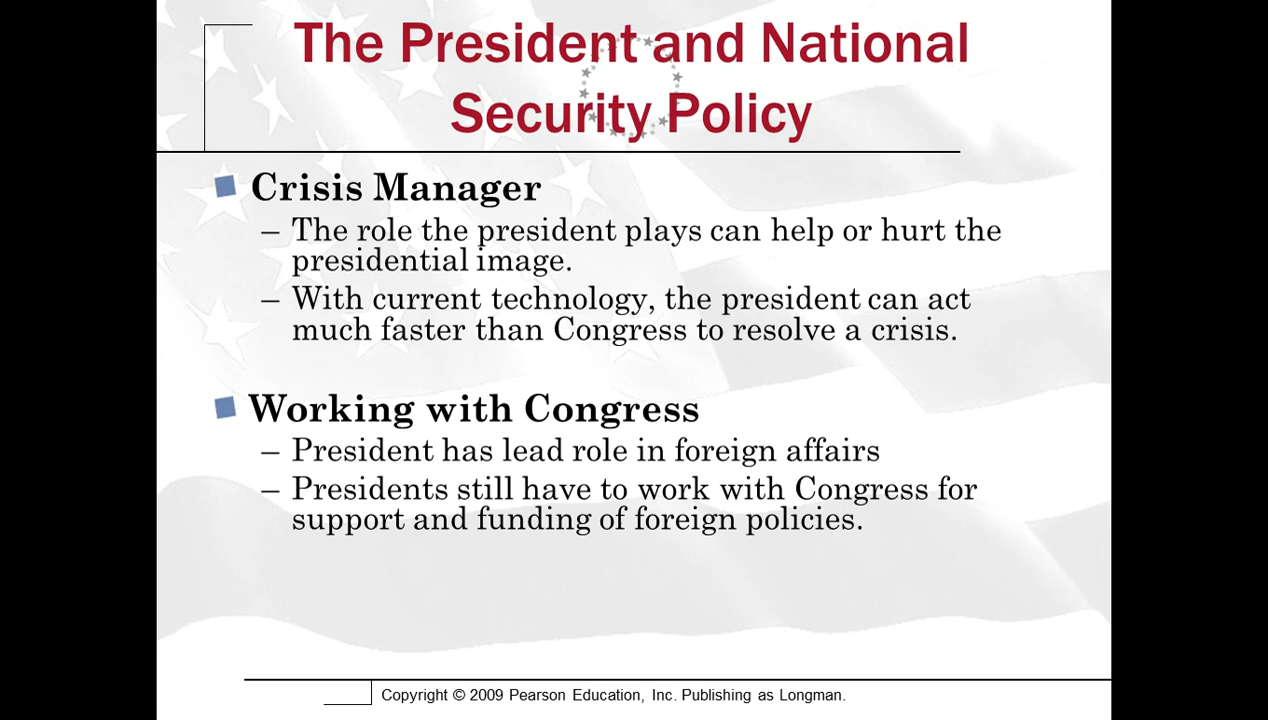 The President and National
Security Policy
Crisis Manager
– The role the president plays can help or hurt the
presidential image.
– With current technology, the president can act
much faster than Congress to resolve a crisis.
Working with Congress
– President has lead role in foreign affairs
– Presidents still have to work with Congress for
support and funding of foreign policies.
Copyright © 2009 Pearson Education, Inc. Publishing as Longman.